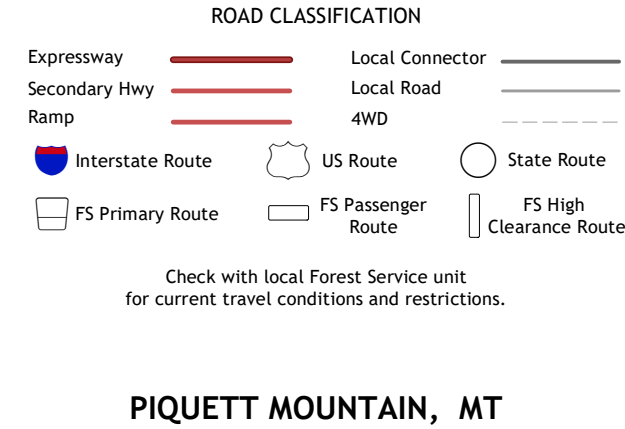 ROAD CLASSIFICATION
Expressway
Local Connector
Secondary Hwy
Local Road
Ramp
4WD
Interstate Route
US Route
State Route
FS Primary Route
FS Passenger
Route
FS High
Clearance Route
Check with local Forest Service unit
for current travel conditions and restrictions.
PIQUETT MOUNTAIN, MT